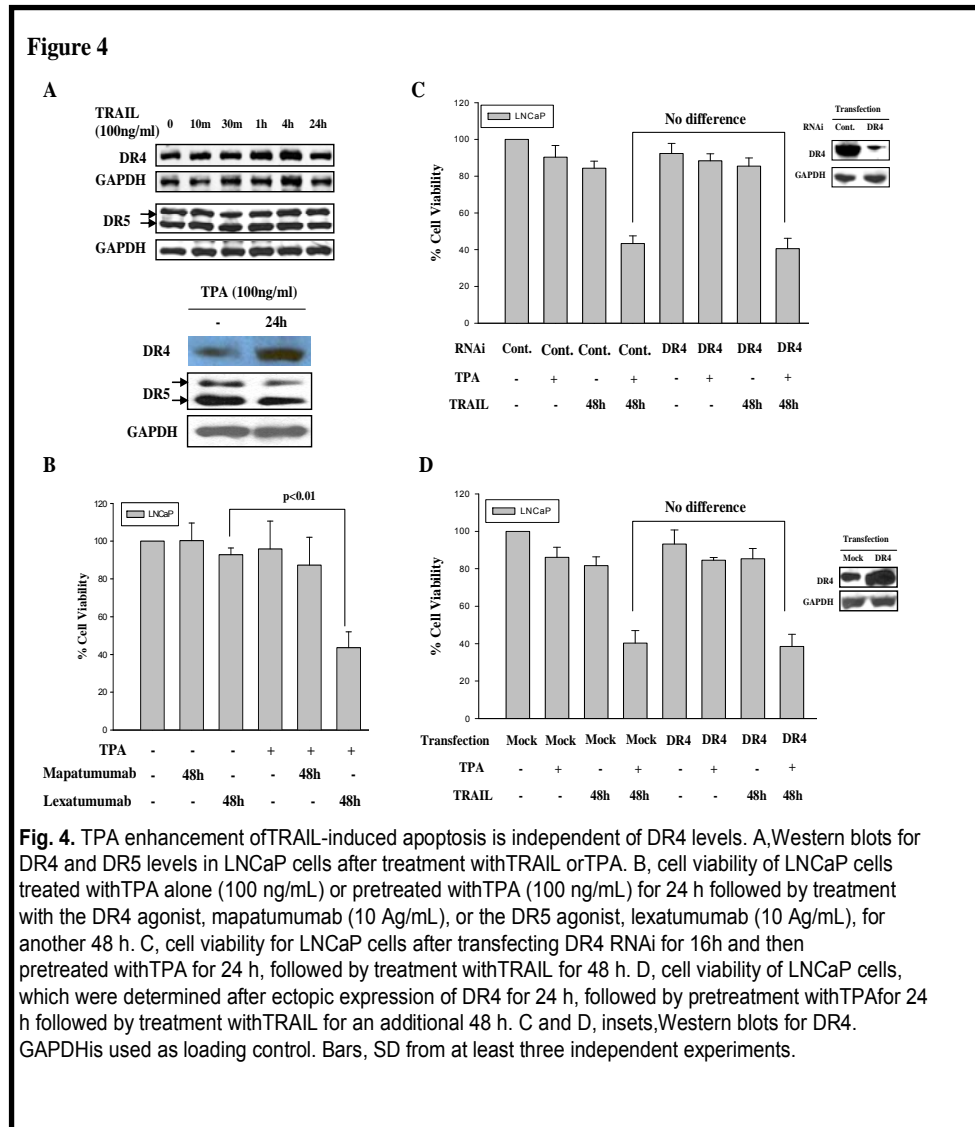 Figure 4
A
TRAIL
(100ng/ml)
0 10m 30m 1h 4h 24h
DR4
GAPDH
DR5
GAPDH
TPA (100ng/ml)
- 24h
DR4
DR5
GAPDH
B
p<0.01
LNCaP
% Cell Viability
120
100
80
60
40
20
0
TPA - - - + + +
Mapatumumab - 48h - - 48h -
Lexatumumab - - 48h - - 48h
C
No difference
LNCaP
% Cell Viability
120
100
80
60
40
20
0
RNAi Cont. Cont. Cont. Cont. DR4 DR4 DR4 DR4
TPA - + - + - + - +
TRAIL - - 48h 48h - - 48h 48h
Transfection
RNAi Cont. DR4
DR4
GAPDH
D
No difference
LNCaP
% Cell Viability
120
100
80
60
40
20
0
Transfection Mock Mock Mock Mock DR4 DR4 DR4 DR4
TPA - + - + - + - +
TRAIL - - 48h 48h - - 48h 48h
Transfection
Mock DR4
DR4
GAPDH
Fig. 4. TPA enhancement ofTRAIL-induced apoptosis is independent of DR4 levels. A,Western blots for
DR4 and DR5 levels in LNCaP cells after treatment withTRAIL orTPA. B, cell viability of LNCaP cells
treated withTPA alone (100 ng/mL) or pretreated withTPA (100 ng/mL) for 24 h followed by treatment
with the DR4 agonist, mapatumumab (10 Ag/mL), or the DR5 agonist, lexatumumab (10 Ag/mL), for
another 48 h. C, cell viability for LNCaP cells after transfecting DR4 RNAi for 16h and then
pretreated withTPA for 24 h, followed by treatment withTRAIL for 48 h. D, cell viability of LNCaP cells,
which were determined after ectopic expression of DR4 for 24 h, followed by pretreatment withTPAfor 24
h followed by treatment withTRAIL for an additional 48 h. C and D, insets,Western blots for DR4.
GAPDHis used as loading control. Bars, SD from at least three independent experiments.